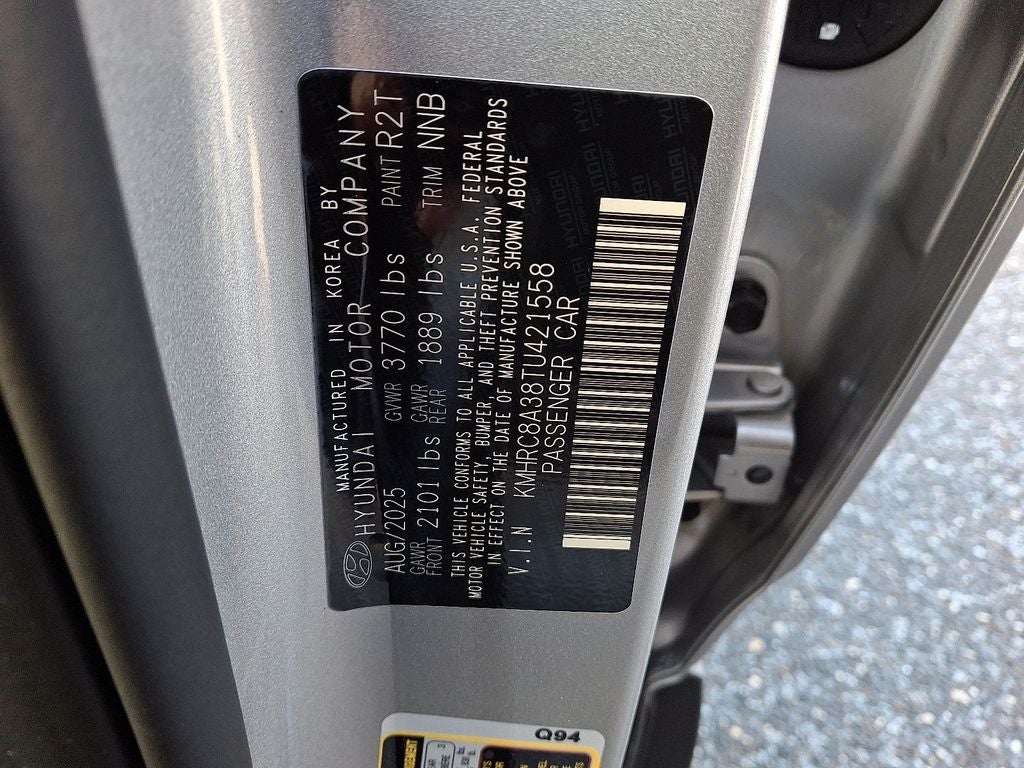 MANUFACTURED IN KOREA BY
HYUNDAI MOTOR COMPANY
AUG/2025 GVWR 3770 lbs PAINT R2T
GAWR FRONT 2101 lbs GAWR REAR 1889 lbs TRIM NNB
THIS VEHICLE CONFORMS TO ALL APPLICABLE U.S.A. FEDERAL
MOTOR VEHICLE SAFETY, BUMPER, AND THEFT PREVENTION STANDARDS
IN EFFECT ON THE DATE OF MANUFACTURE SHOWN ABOVE
V.I.N KMHRC8A38TU421558
PASSENGER CAR
Q94